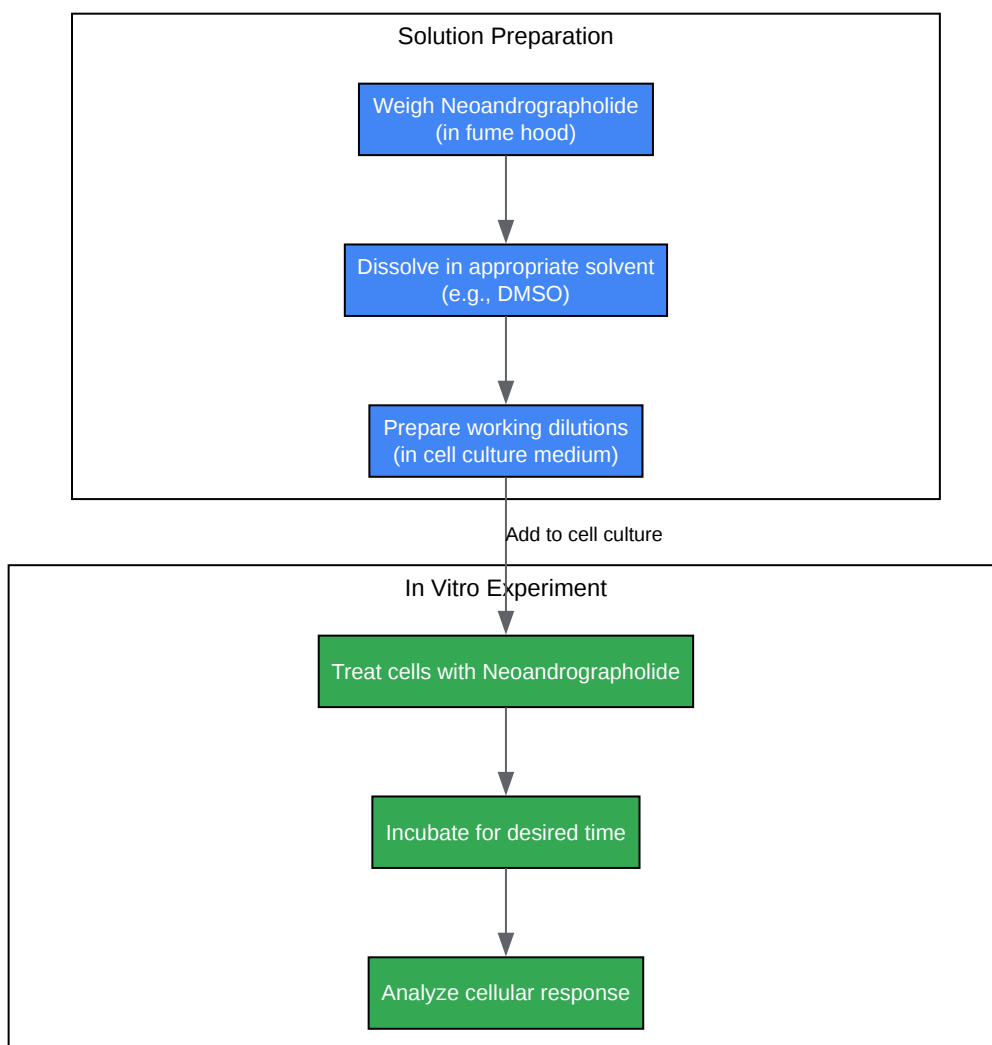 Solution Preparation
Weigh Neoandrographolide
(in fume hood)
Dissolve in appropriate solvent
(e.g., DMSO)
Prepare working dilutions
(in cell culture medium)
Add to cell culture
In Vitro Experiment
Treat cells with Neoandrographolide
Incubate for desired time
Analyze cellular response